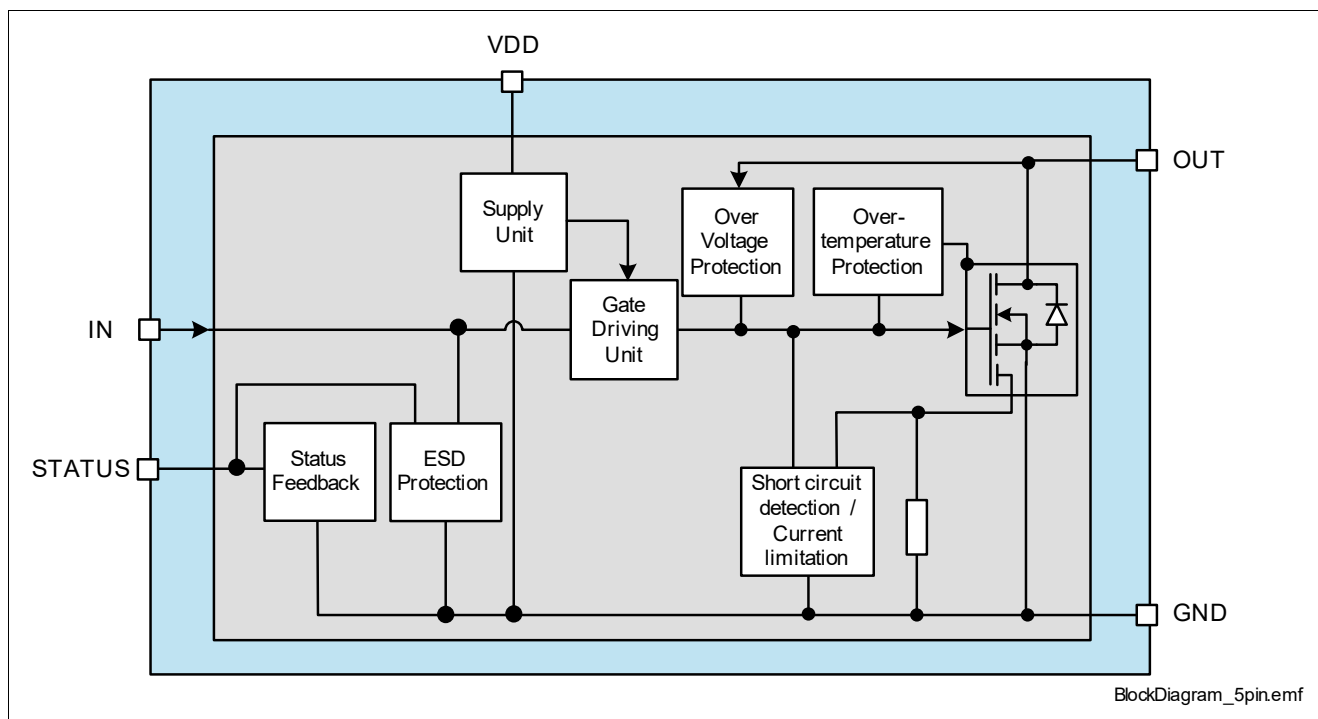 VDD
OUT
Supply
Unit
Over
Voltage
Protection
Over-
temperature
Protection
Gate
Driving
Unit
IN
STATUS
Status
Feedback
ESD
Protection
Short circuit
detection /
Current
limitation
GND
BlockDiagram_5pin.emf